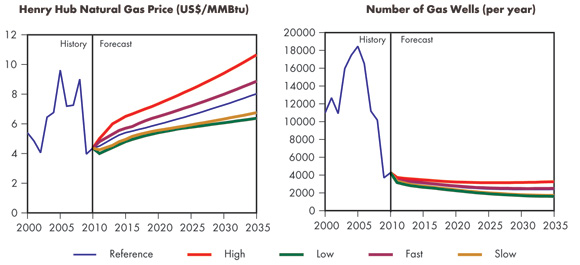 Henry Hub Natural Gas Price (US$/MMBtu)
12
10
8
6
4
2
0
History
Forecast
2000 2005 2010 2015 2020 2025 2030 2035
Number of Gas Wells (per year)
20000
18000
16000
14000
12000
10000
8000
6000
4000
2000
0
History
Forecast
2000 2005 2010 2015 2020 2025 2030 2035
Reference High Low Fast Slow